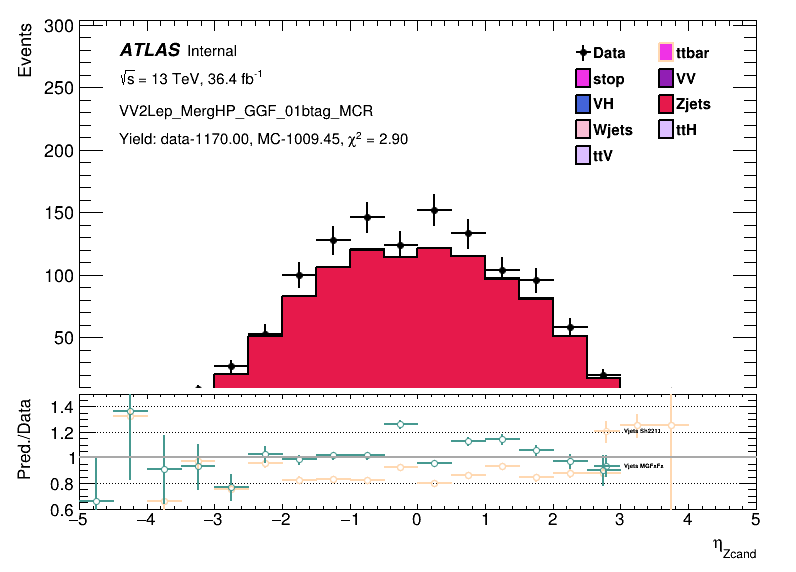 Events
300
250
200
150
100
50
ATLAS Internal
√s = 13 TeV, 36.4 fb⁻¹
VV2Lep_MergHP_GGF_01btag_MCR
Yield: data-1170.00, MC-1009.45, χ² = 2.90
Data
ttbar
stop
VV
VH
Zjets
Wjets
ttH
ttV
Pred./Data
1.4
1.2
1
0.8
0.6
Vjets Sh2211
Vjets MGFxFx
−5 −4 −3 −2 −1 0 1 2 3 4 5
η_Zcand